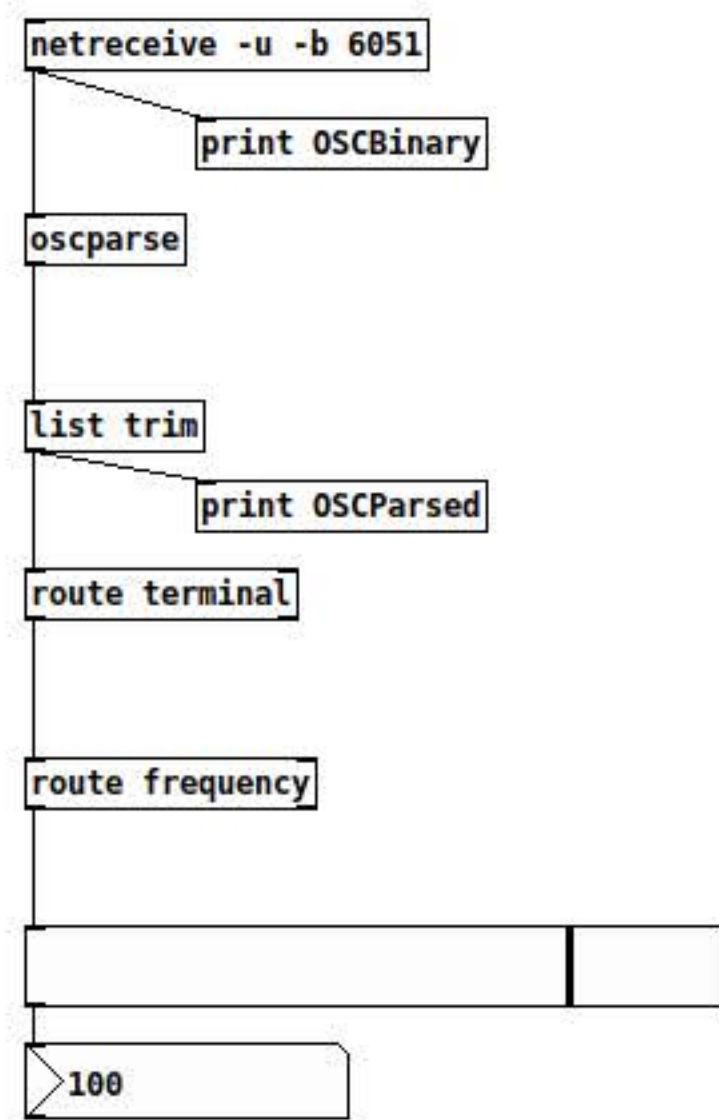 netreceive -u -b 6051
print OSCBinary
oscparse
list trim
print OSCParsed
route terminal
route frequency
100